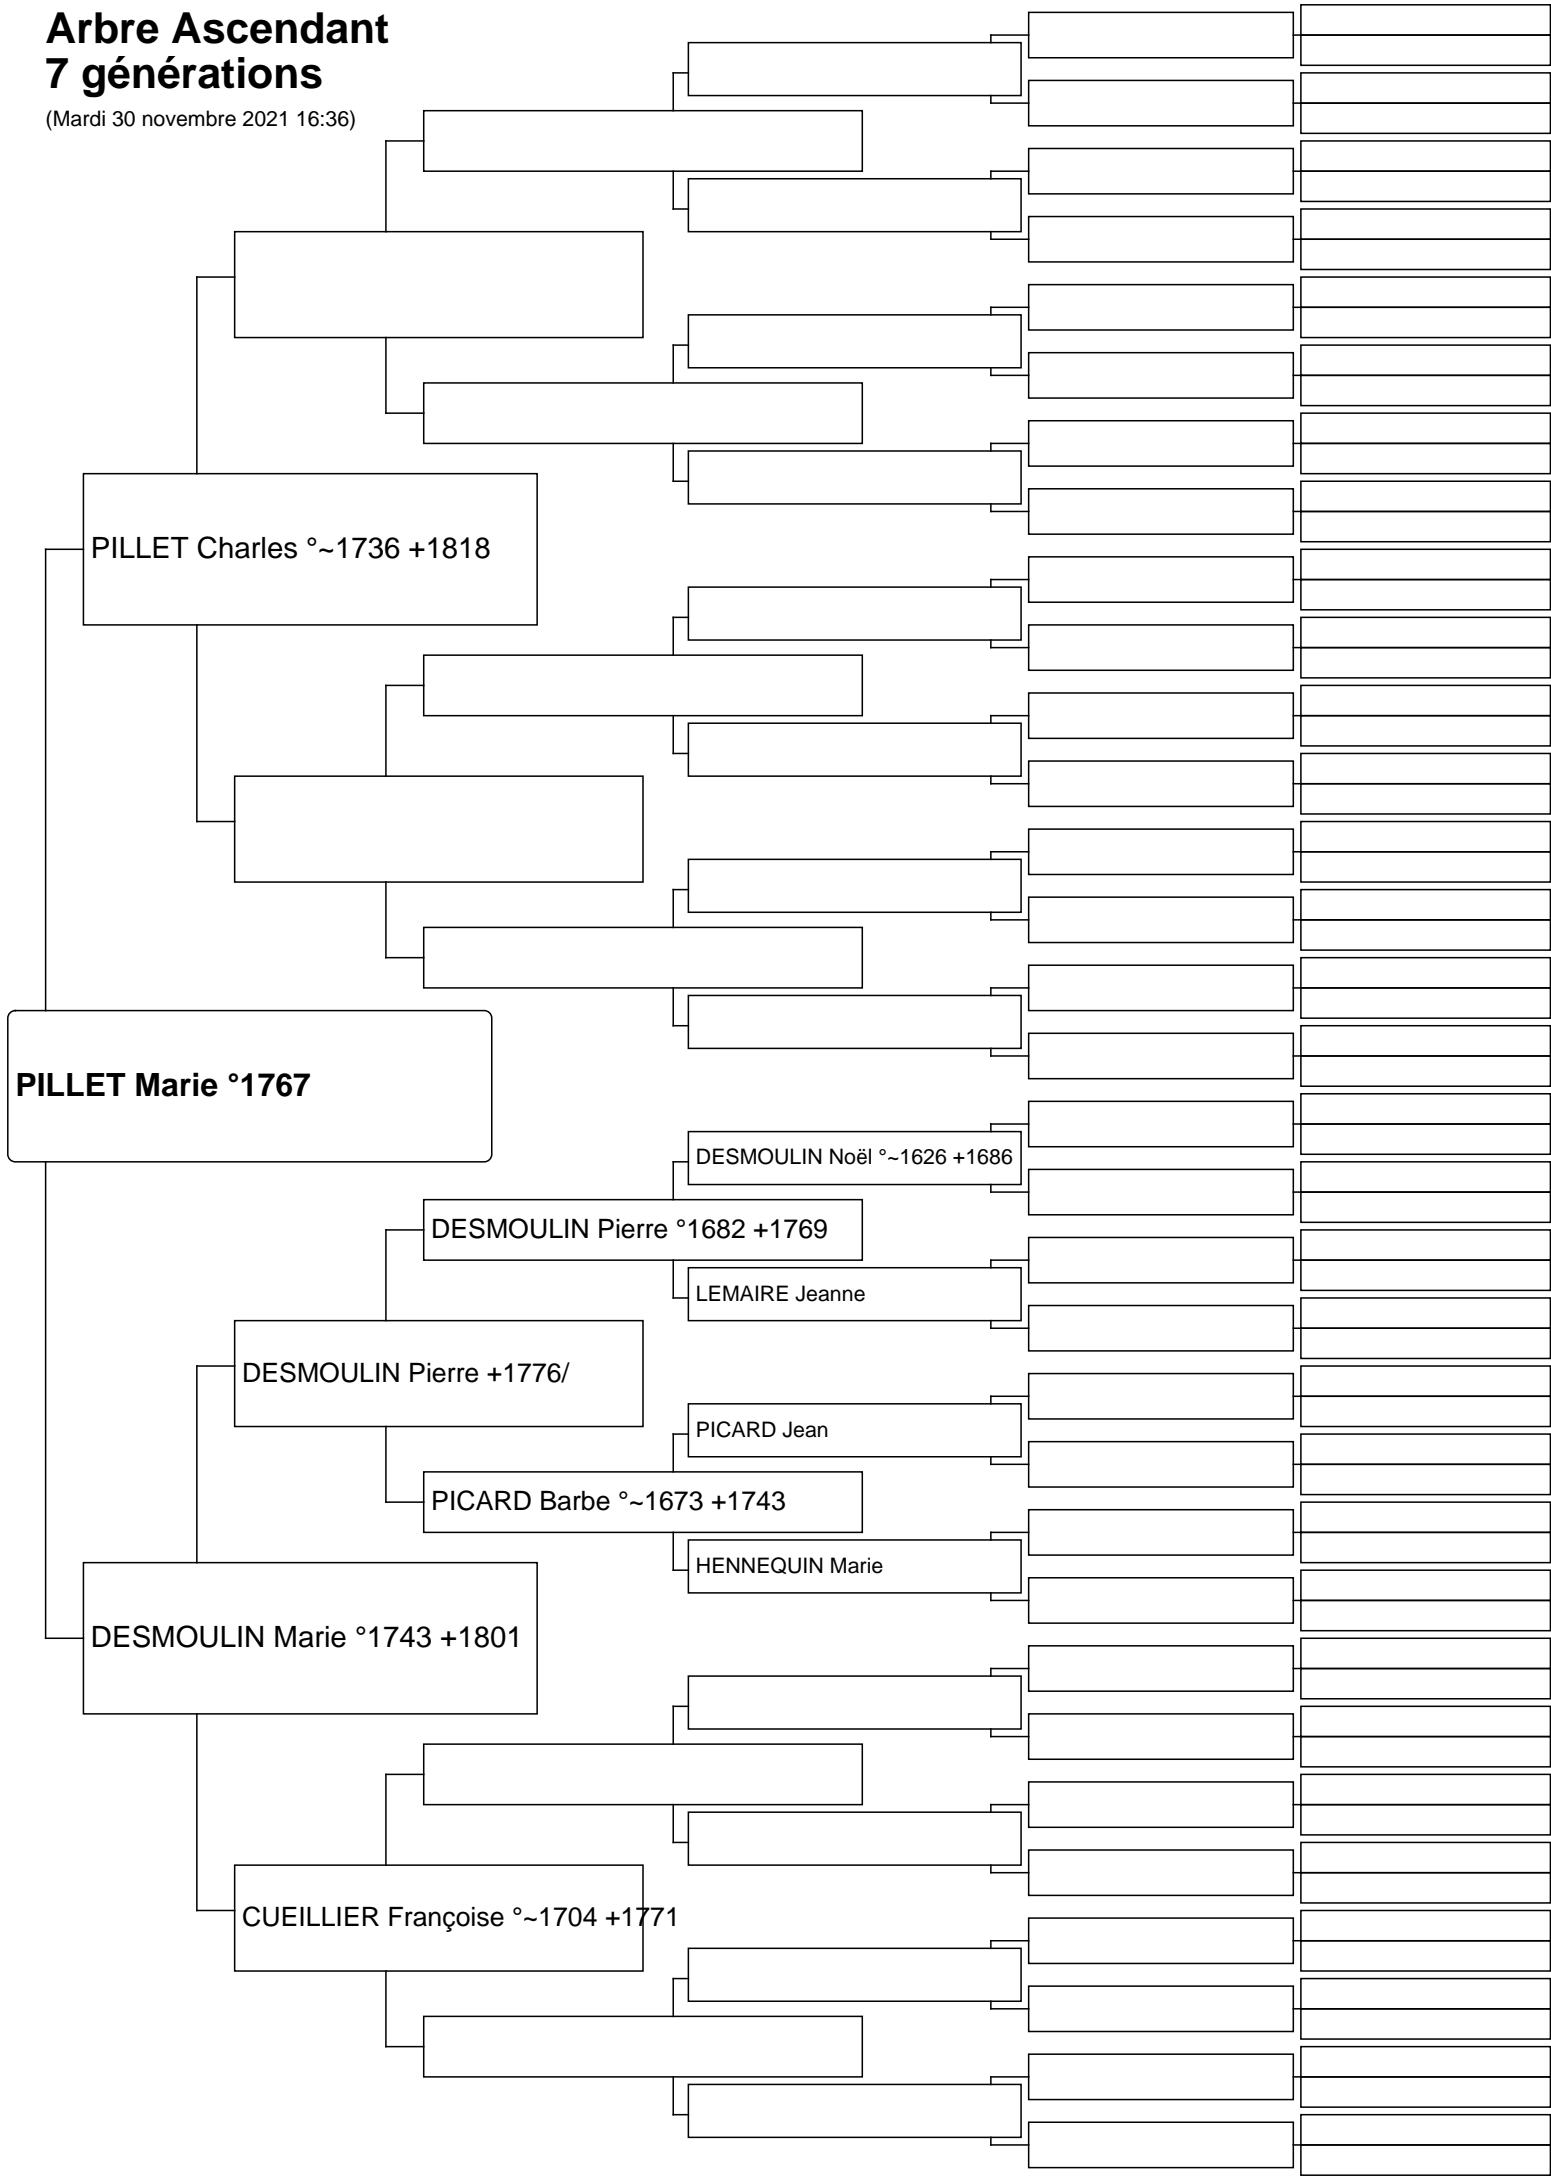 Arbre Ascendant
7 générations
(Mardi 30 novembre 2021 16:36)
PILLET Charles °~1736 +1818
PILLET Marie °1767
DESMOULIN Noël °~1626 +1686
DESMOULIN Pierre °1682 +1769
LEMAIRE Jeanne
DESMOULIN Pierre +1776/
PICARD Jean
PICARD Barbe °~1673 +1743
HENNEQUIN Marie
DESMOULIN Marie °1743 +1801
CUEILLIER Françoise °~1704 +1771